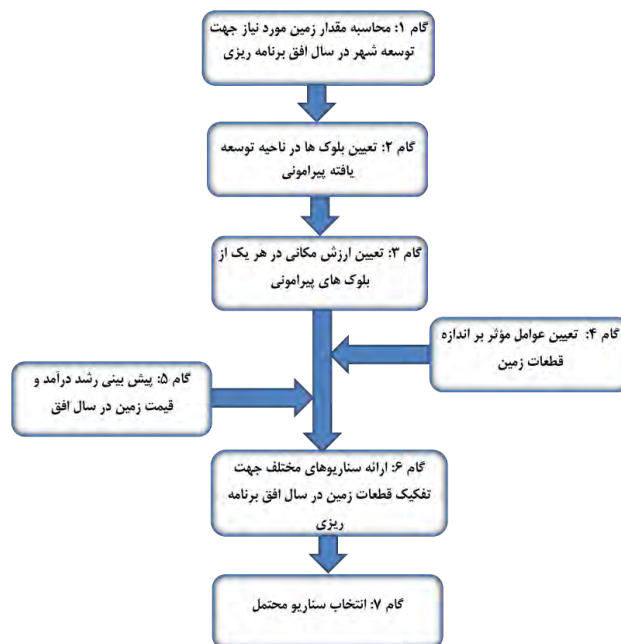 گام ۱: محاسبه مقدار زمین مورد نیاز جهت
توسعه شهر در سال افق برنامه ریزی
گام ۲: تعیین بلوک ها در ناحیه توسعه
یافته پیرامونی
گام ۳: تعیین ارزش مکانی در هر یک از
بلوک های پیرامونی
گام ۴: تعیین عوامل مؤثر بر اندازه
قطعات زمین
گام ۵: پیش بینی رشد درآمد و
قیمت زمین در سال افق
گام ۶: ارائه سناریوهای مختلف جهت
تفکیک قطعات زمین در سال افق برنامه
ریزی
گام ۷: انتخاب سناریو محتمل